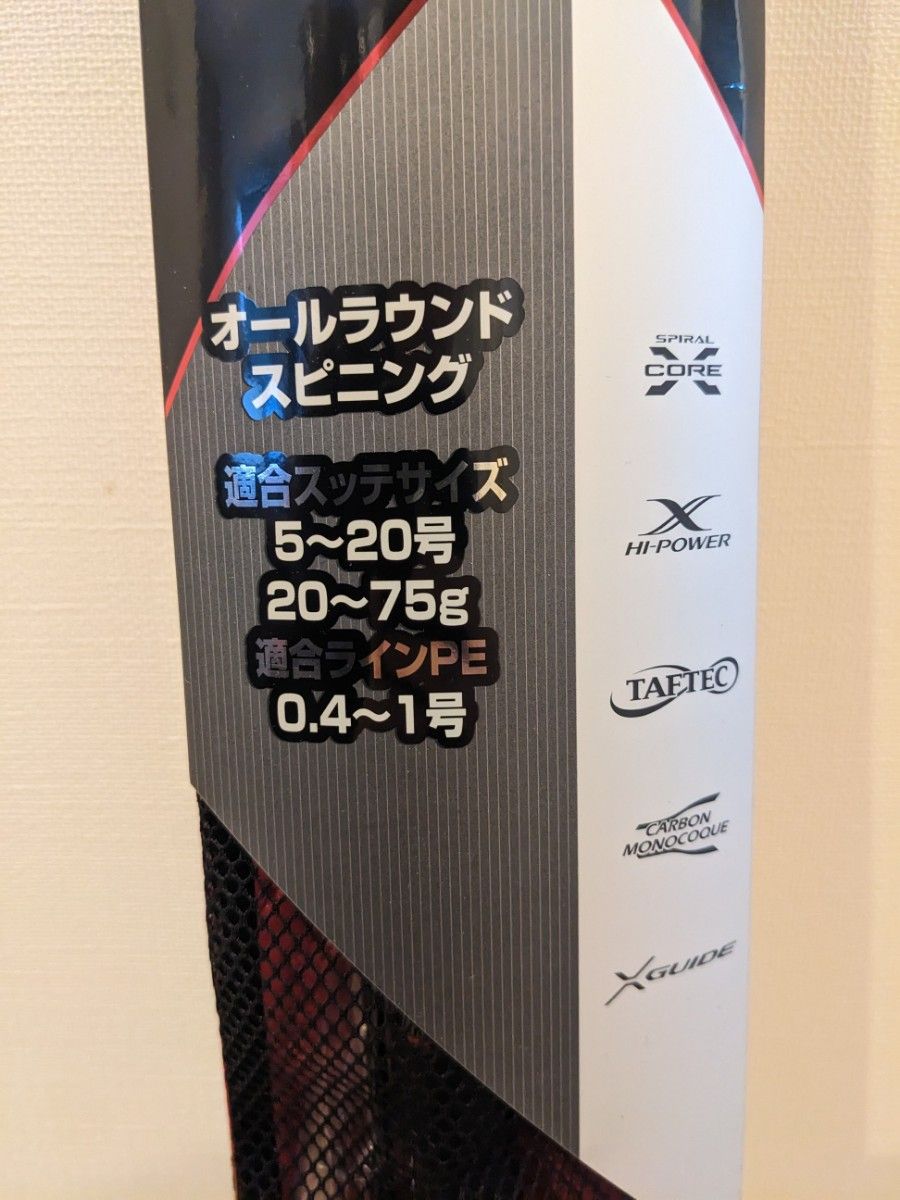 オールラウンド
スピニング
適合スッテサイズ
5〜20号
20〜75g
適合ラインPE
0.4〜1号
SPIRAL
X
CORE
X
HI-POWER
TAFTEC
CARBON
MONOCOQUE
XGUIDE